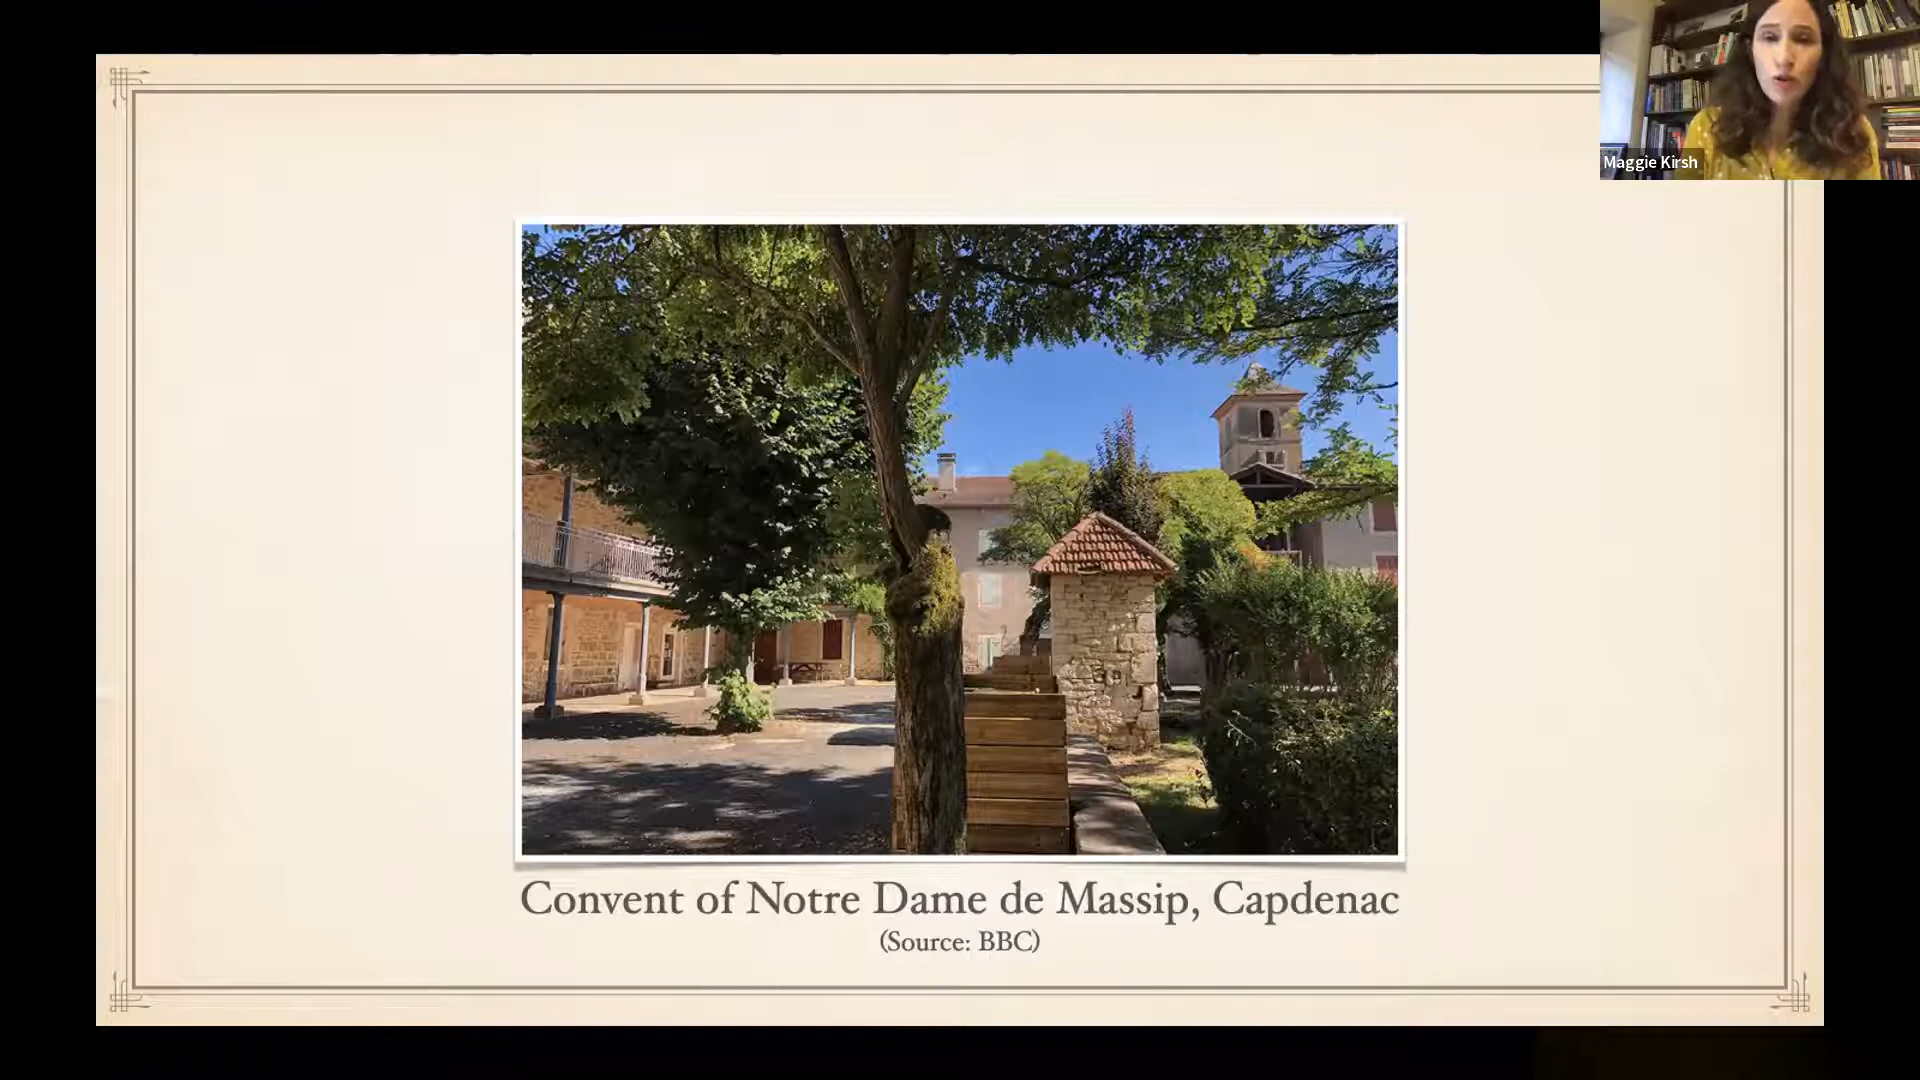 Maggie Kirsh
Convent of Notre Dame de Massip, Capdenac
(Source: BBC)